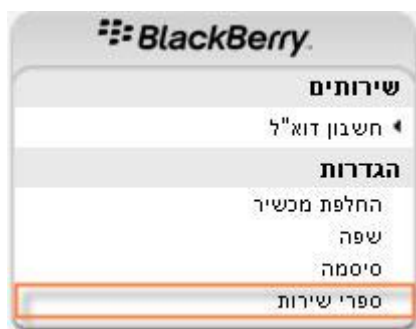 BlackBerry.
שירותים
חשבון דוא"ל
הגדרות
החלפת מכשיר
שפה
סיסמה
ספרי שירות